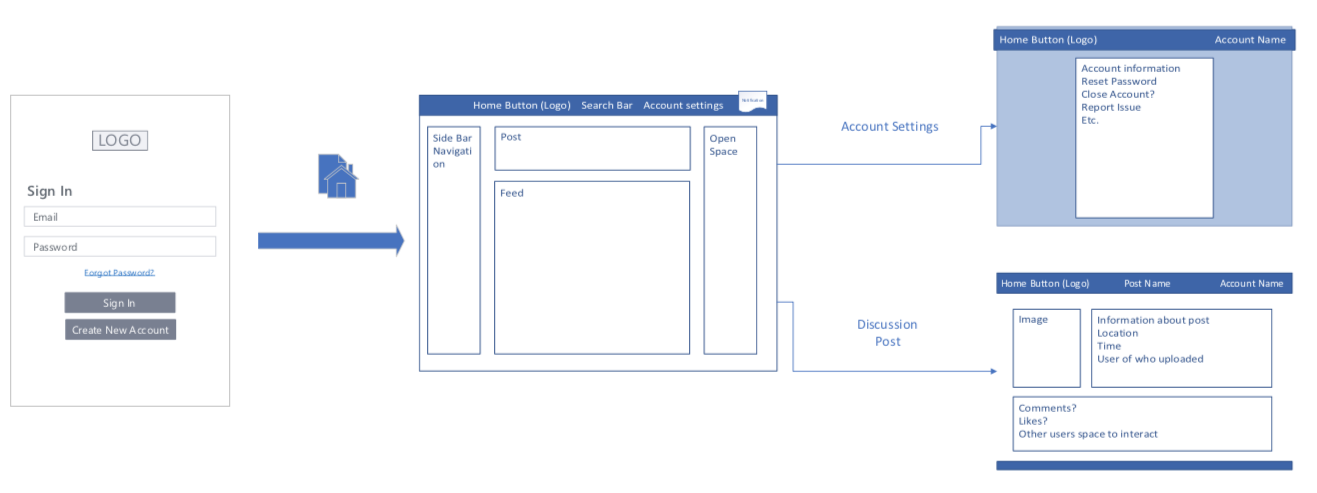 LOGO
Sign In
Email
Password
Forgot Password?
Sign In
Create New Account
Home Button (Logo) Search Bar Account settings
Side Bar
Navigati
on
Post
Feed
Open
Space
Account Settings
Discussion
Post
Home Button (Logo) Account Name
Account information
Reset Password
Close Account?
Report Issue
Etc.
Home Button (Logo) Post Name Account Name
Image
Information about post
Location
Time
User of who uploaded
Comments?
Likes?
Other users space to interact